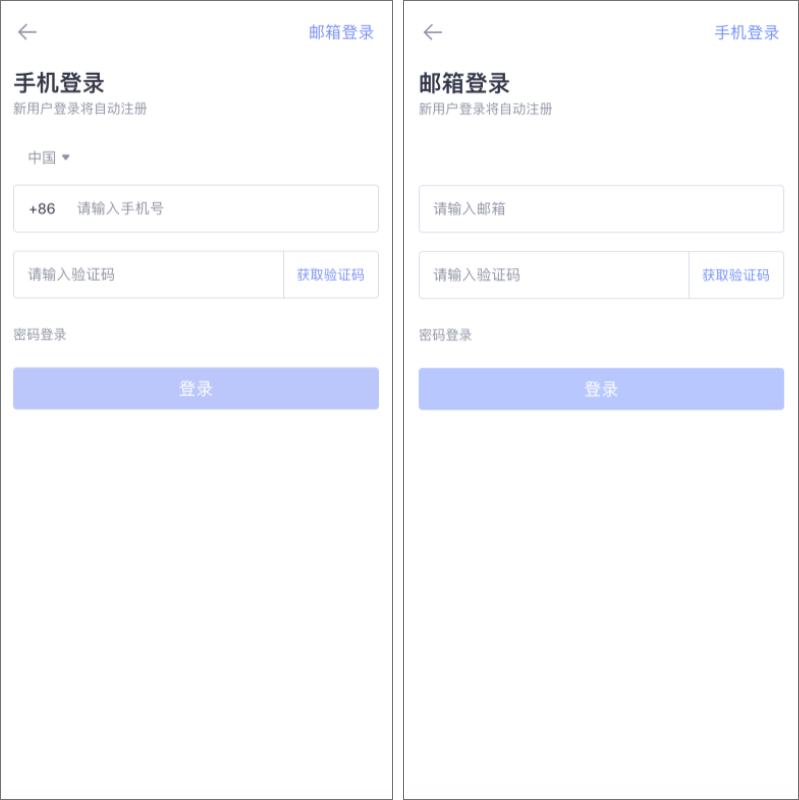 邮箱登录
手机登录
新用户登录将自动注册
中国
+86 请输入手机号
请输入验证码 获取验证码
密码登录
登录
手机登录
邮箱登录
新用户登录将自动注册
请输入邮箱
请输入验证码 获取验证码
密码登录
登录